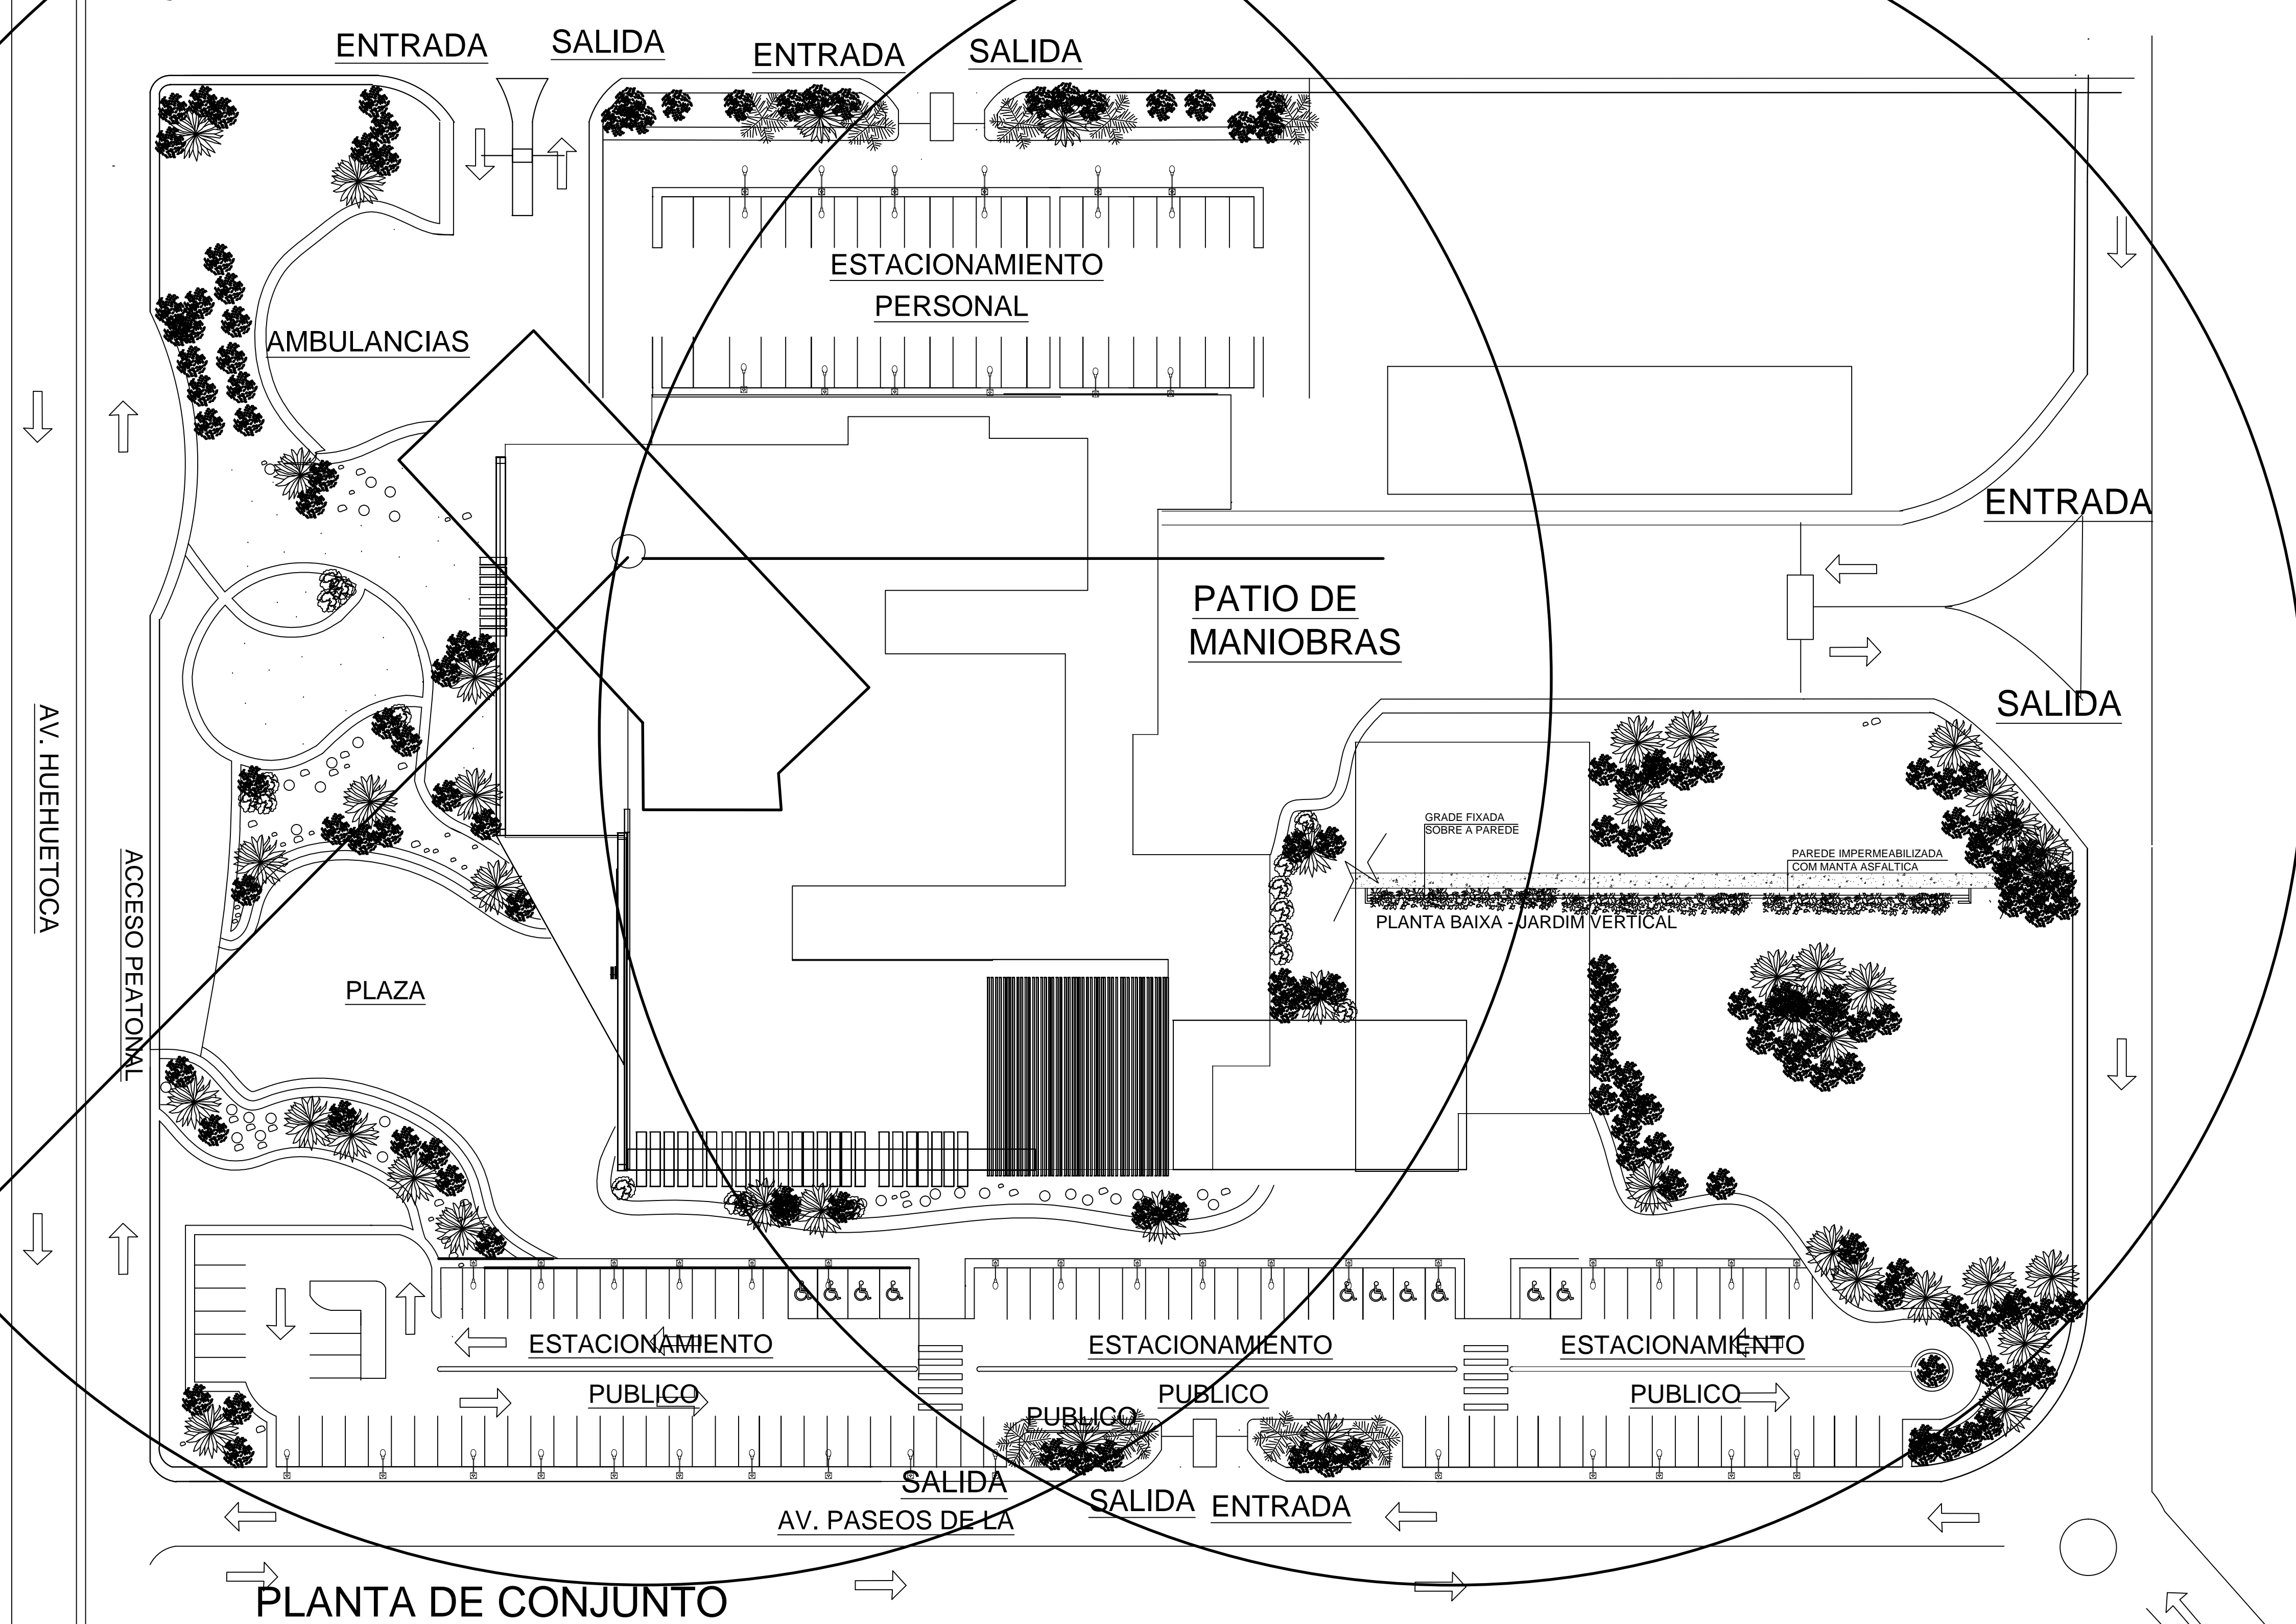 ENTRADA
SALIDA
ENTRADA
SALIDA
ESTACIONAMIENTO
PERSONAL
AMBULANCIAS
ENTRADA
PATIO DE
MANIOBRAS
SALIDA
AV. HUEHUETOCA
ACCESO PEATONAL
GRADE FIXADA
SOBRE A PAREDE
PAREDE IMPERMEABILIZADA
COM MANTA ASFALTICA
PLANTA BAIXA - JARDIM VERTICAL
PLAZA
ESTACIONAMIENTO
PUBLICO
ESTACIONAMIENTO
PUBLICO
ESTACIONAMIENTO
PUBLICO
PUBLICO
SALIDA
SALIDA
ENTRADA
AV. PASEOS DE LA
PLANTA DE CONJUNTO